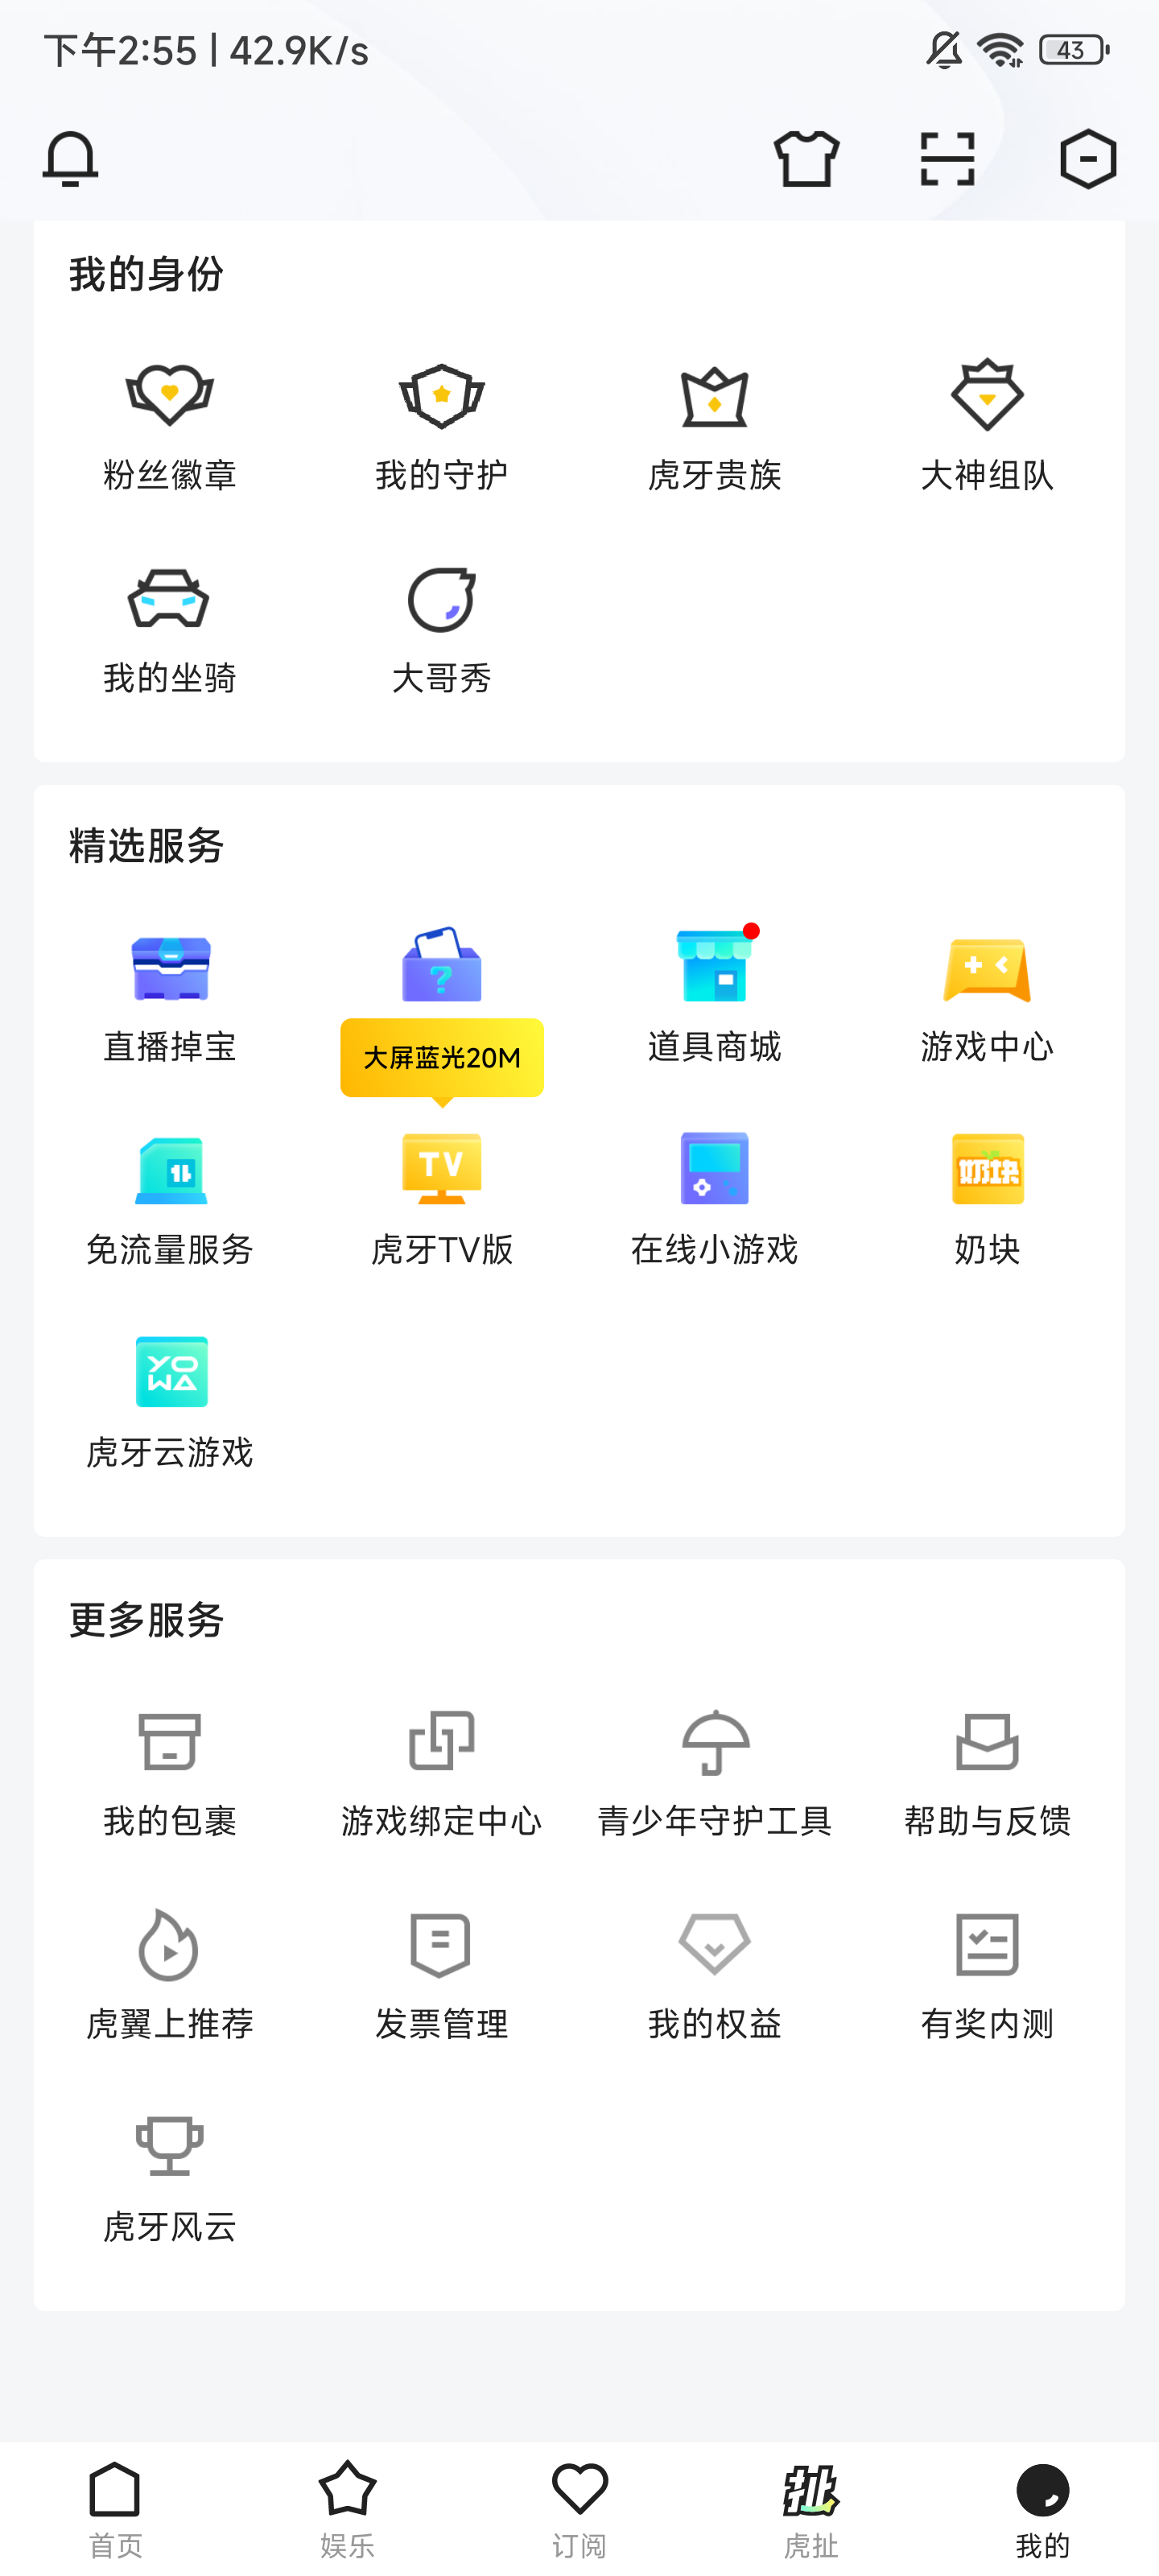 下午2:55 | 42.9K/s
43
我的身份
粉丝徽章 我的守护 虎牙贵族 大神组队
我的坐骑 大哥秀
精选服务
?
直播掉宝 道具商城 游戏中心
大屏蓝光20M
TV 奶块
免流量服务 虎牙TV版 在线小游戏 奶块
YO
WA
虎牙云游戏
更多服务
我的包裹 游戏绑定中心 青少年守护工具 帮助与反馈
虎翼上推荐 发票管理 我的权益 有奖内测
虎牙风云
扯
首页 娱乐 订阅 虎扯 我的